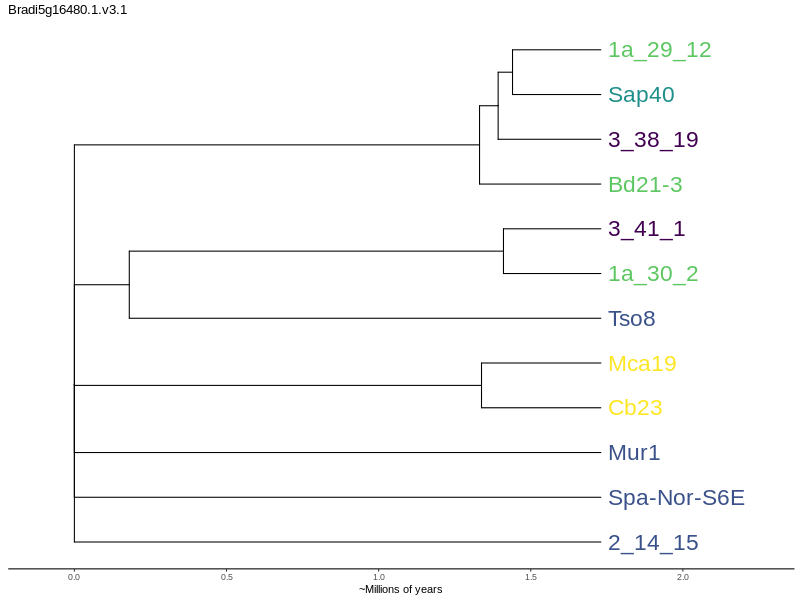 Bradi5g16480.1.v3.1
1a_29_12
Sap40
3_38_19
Bd21-3
3_41_1
1a_30_2
Tso8
Mca19
Cb23
Mur1
Spa-Nor-S6E
2_14_15
0.0 0.5 1.0 1.5 2.0
~Millions of years